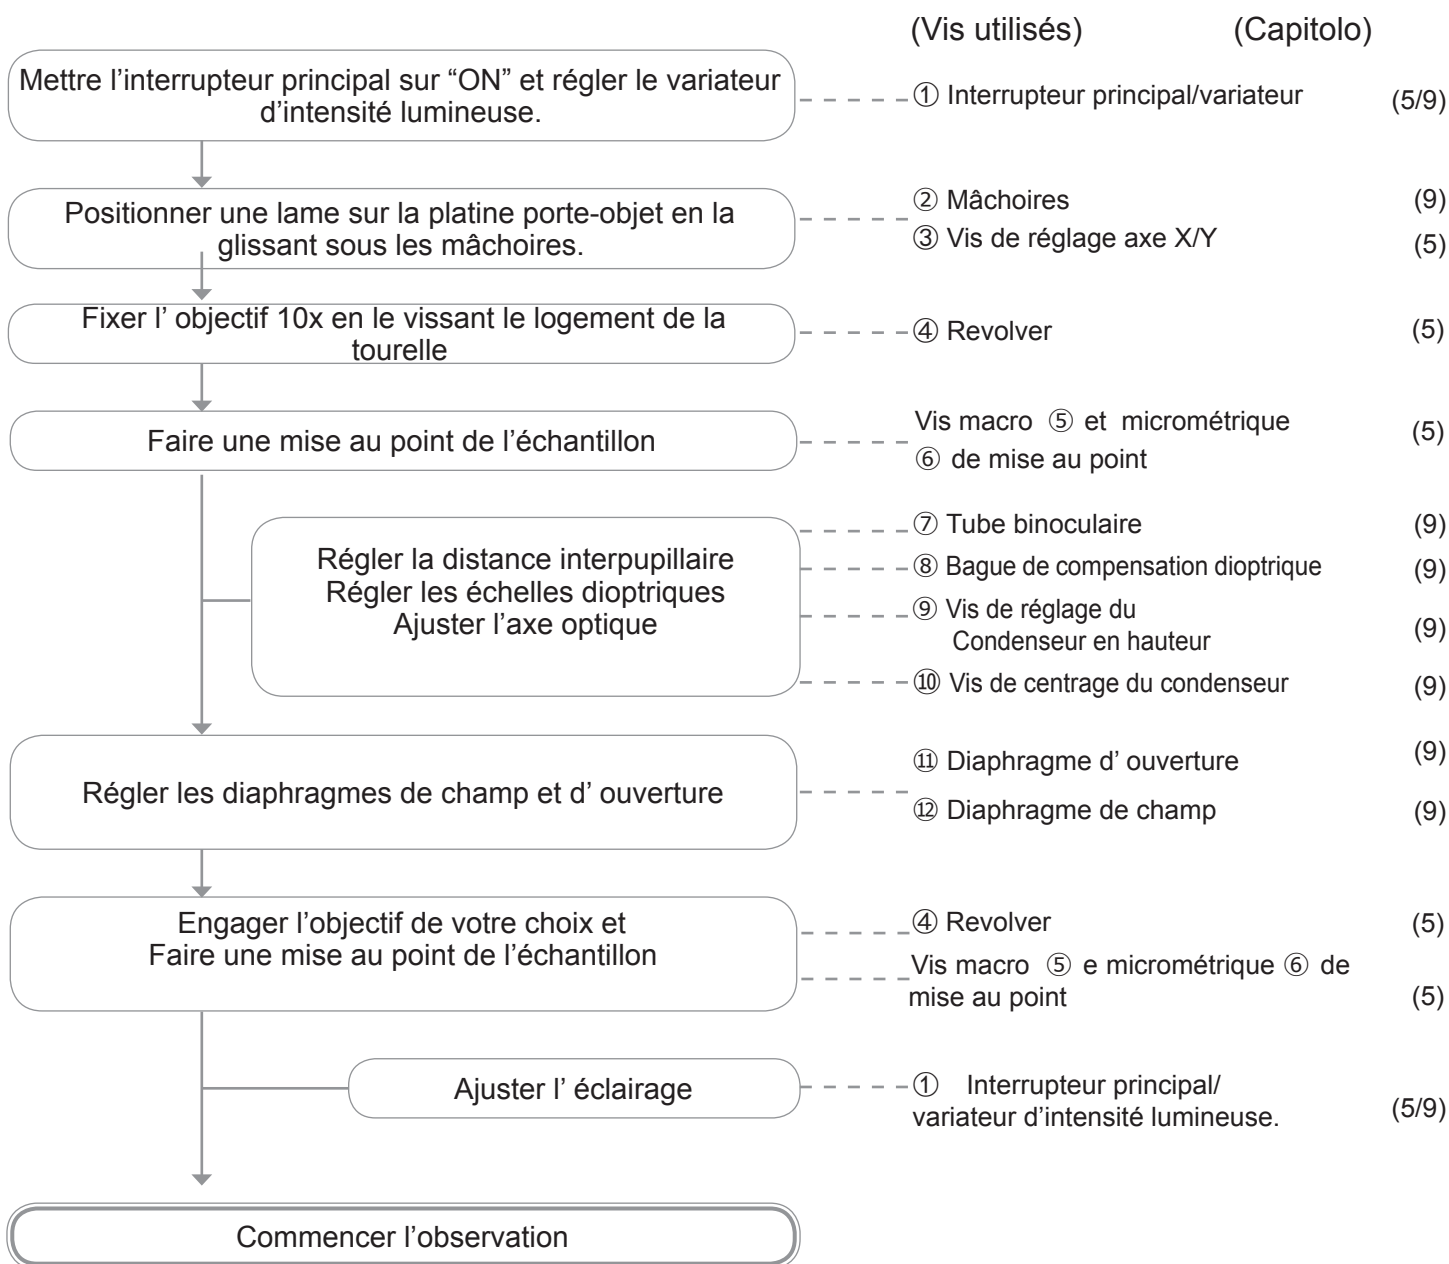 (Vis utilisés) (Capitolo)
Mettre l’interrupteur principal sur “ON” et régler le variateur
d’intensité lumineuse.
① Interrupteur principal/variateur (5/9)
Positionner une lame sur la platine porte-objet en la
glissant sous les mâchoires.
② Mâchoires (9)
③ Vis de réglage axe X/Y (5)
Fixer l’ objectif 10x en le vissant le logement de la
tourelle
④ Revolver (5)
Faire une mise au point de l’échantillon
Vis macro ⑤ et micrométrique (5)
⑥ de mise au point
Régler la distance interpupillaire
Régler les échelles dioptriques
Ajuster l’axe optique
⑦ Tube binoculaire (9)
⑧ Bague de compensation dioptrique (9)
⑨ Vis de réglage du
Condenseur en hauteur (9)
⑩ Vis de centrage du condenseur (9)
Régler les diaphragmes de champ et d’ ouverture
⑪ Diaphragme d’ ouverture (9)
⑫ Diaphragme de champ (9)
Engager l’objectif de votre choix et
Faire une mise au point de l’échantillon
④ Revolver (5)
Vis macro ⑤ e micrométrique ⑥ de
mise au point (5)
Ajuster l’ éclairage
① Interrupteur principal/
variateur d’intensité lumineuse. (5/9)
Commencer l’observation